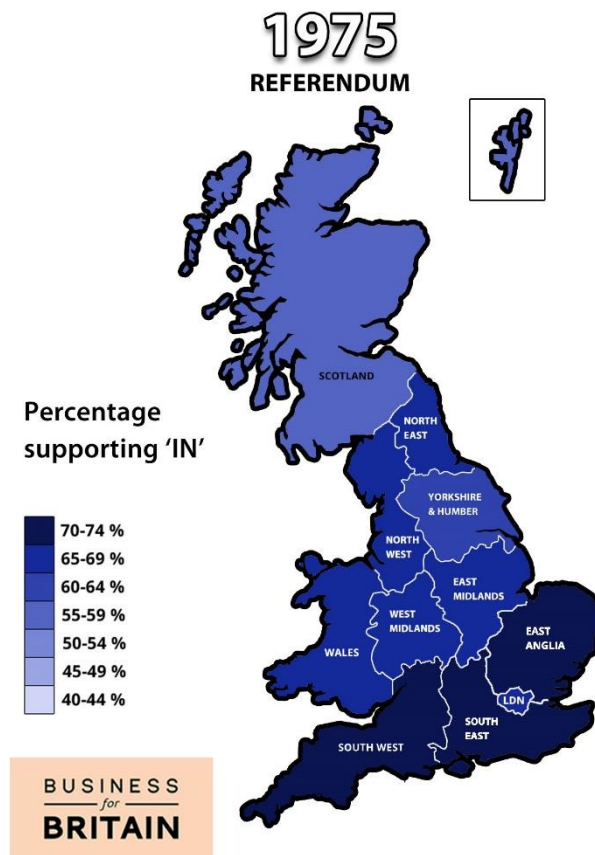 1975
REFERENDUM
SCOTLAND
Percentage
supporting ‘IN’
NORTH
EAST
YORKSHIRE
& HUMBER
NORTH
WEST
EAST
MIDLANDS
WEST
MIDLANDS
WALES
EAST
ANGLIA
LDN
SOUTH
EAST
SOUTH WEST
70-74 %
65-69 %
60-64 %
55-59 %
50-54 %
45-49 %
40-44 %
BUSINESS
for
BRITAIN